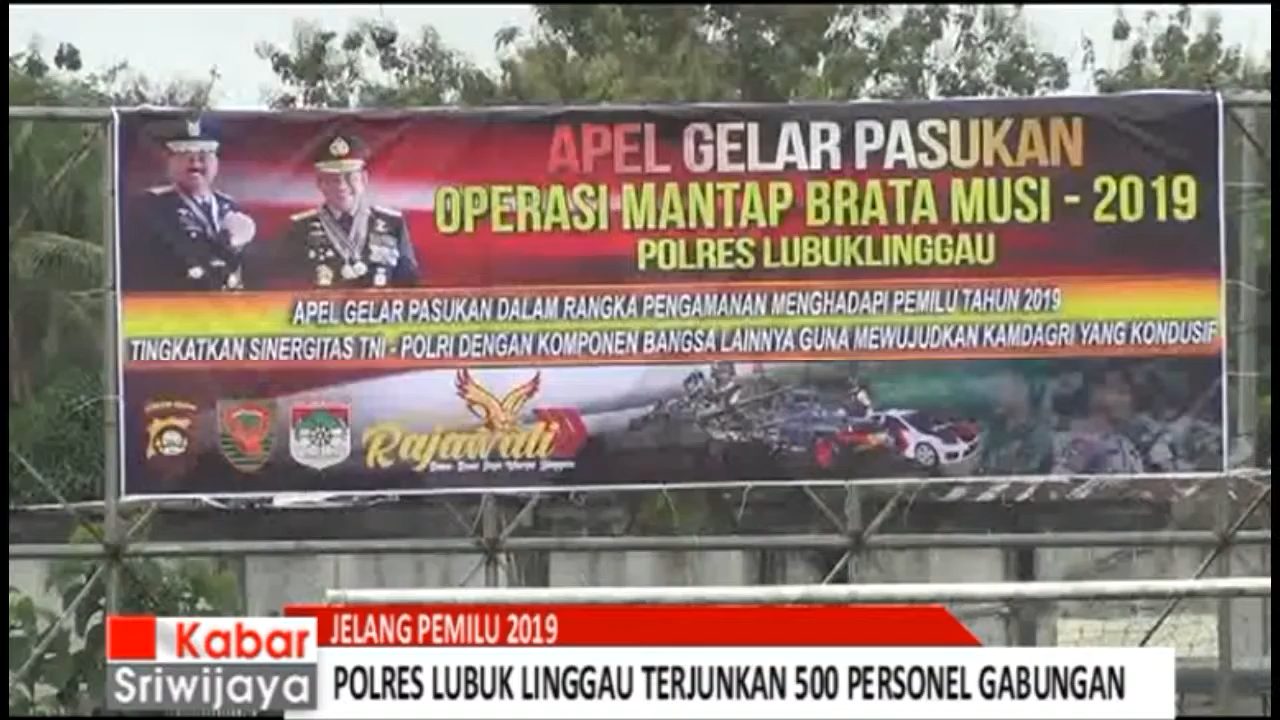 APEL GELAR PASUKAN
OPERASI MANTAP BRATA MUSI - 2019
POLRES LUBUKLINGGAU
APEL GELAR PASUKAN DALAM RANGKA PENGAMANAN MENGHADAPI PEMILU TAHUN 2019
TINGKATKAN SINERGITAS TNI - POLRI DENGAN KOMPONEN BANGSA LAINNYA GUNA MEWUJUDKAN KAMDAGRI YANG KONDUSIF
Rajawali
JELANG PEMILU 2019
Kabar
Sriwijaya
POLRES LUBUK LINGGAU TERJUNKAN 500 PERSONEL GABUNGAN